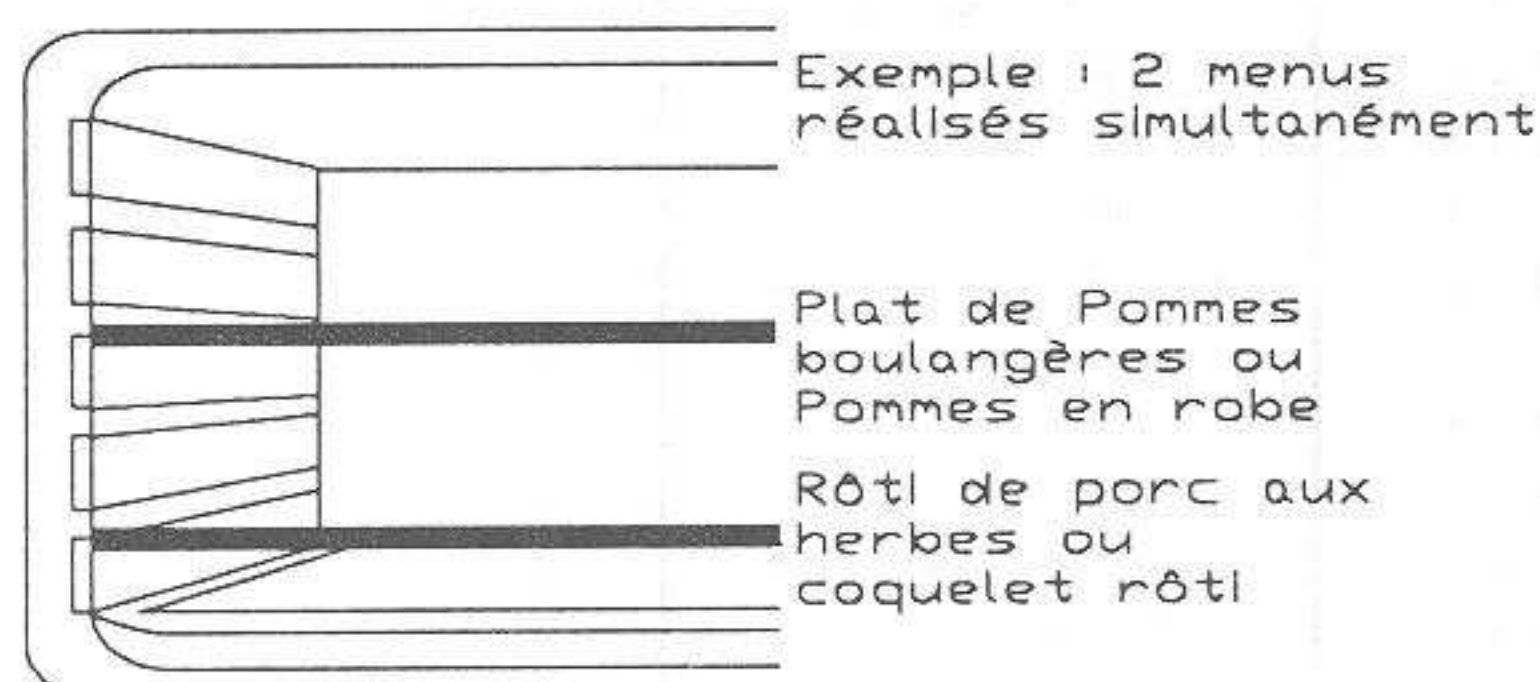 Exemple : 2 menus
réalisés simultanément
Plat de Pommes
boulangères ou
Pommes en robe
Rôti de porc aux
herbes ou
coquelet rôti